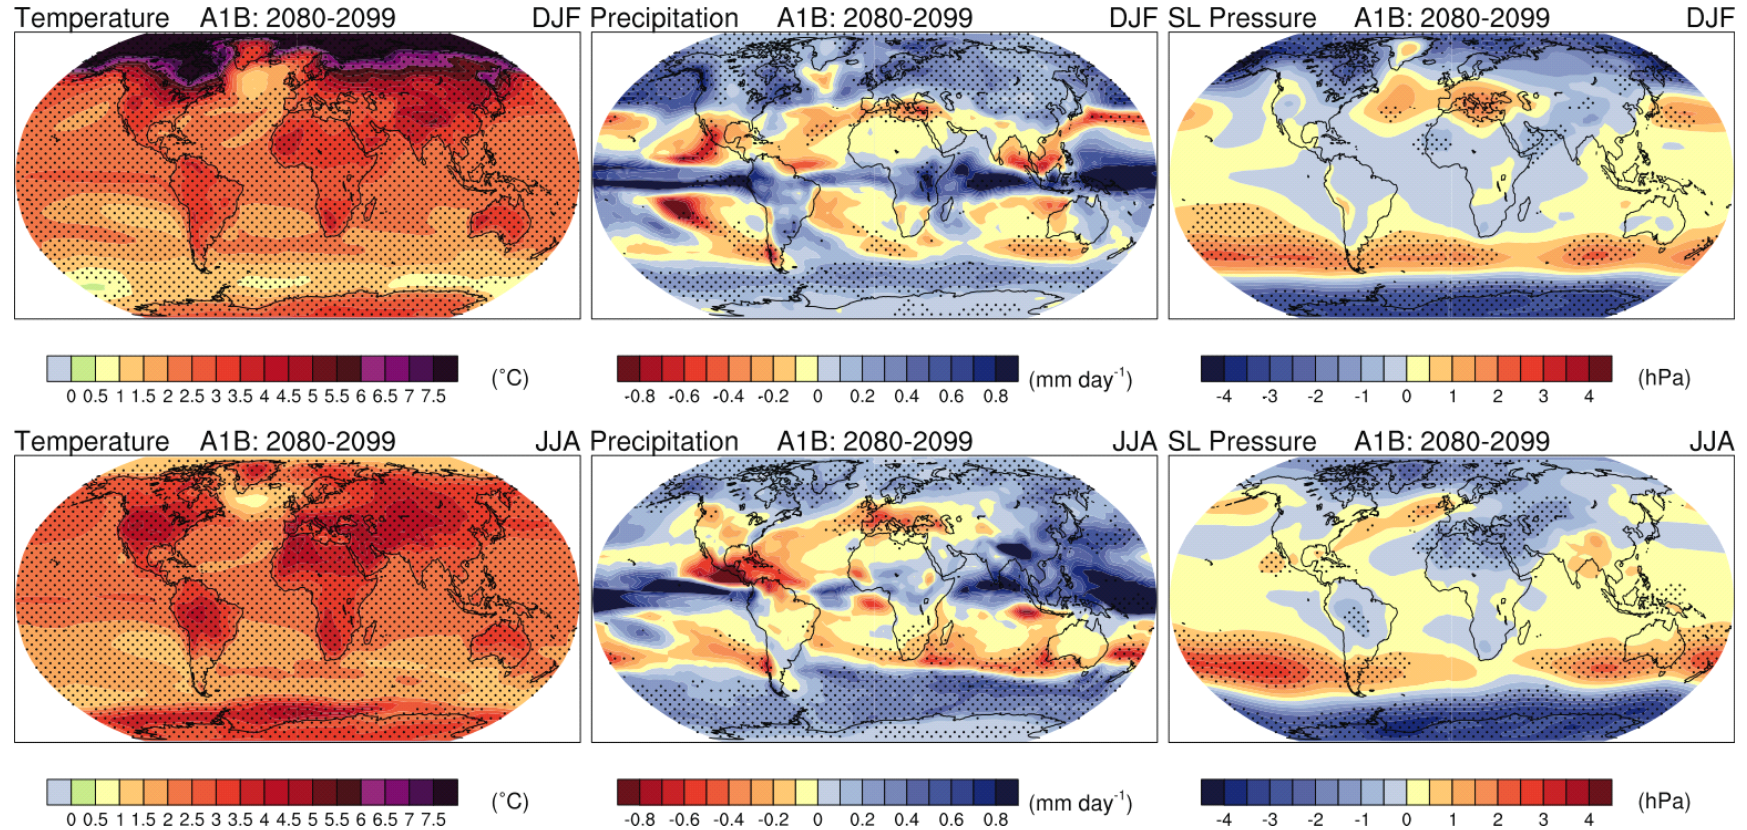 Temperature A1B: 2080-2099 DJF
Precipitation A1B: 2080-2099 DJF
SL Pressure A1B: 2080-2099 DJF
0 0.5 1 1.5 2 2.5 3 3.5 4 4.5 5 5.5 6 6.5 7 7.5 (°C)
-0.8 -0.6 -0.4 -0.2 0 0.2 0.4 0.6 0.8 (mm day⁻¹)
-4 -3 -2 -1 0 1 2 3 4 (hPa)
Temperature A1B: 2080-2099 JJA
Precipitation A1B: 2080-2099 JJA
SL Pressure A1B: 2080-2099 JJA
0 0.5 1 1.5 2 2.5 3 3.5 4 4.5 5 5.5 6 6.5 7 7.5 (°C)
-0.8 -0.6 -0.4 -0.2 0 0.2 0.4 0.6 0.8 (mm day⁻¹)
-4 -3 -2 -1 0 1 2 3 4 (hPa)